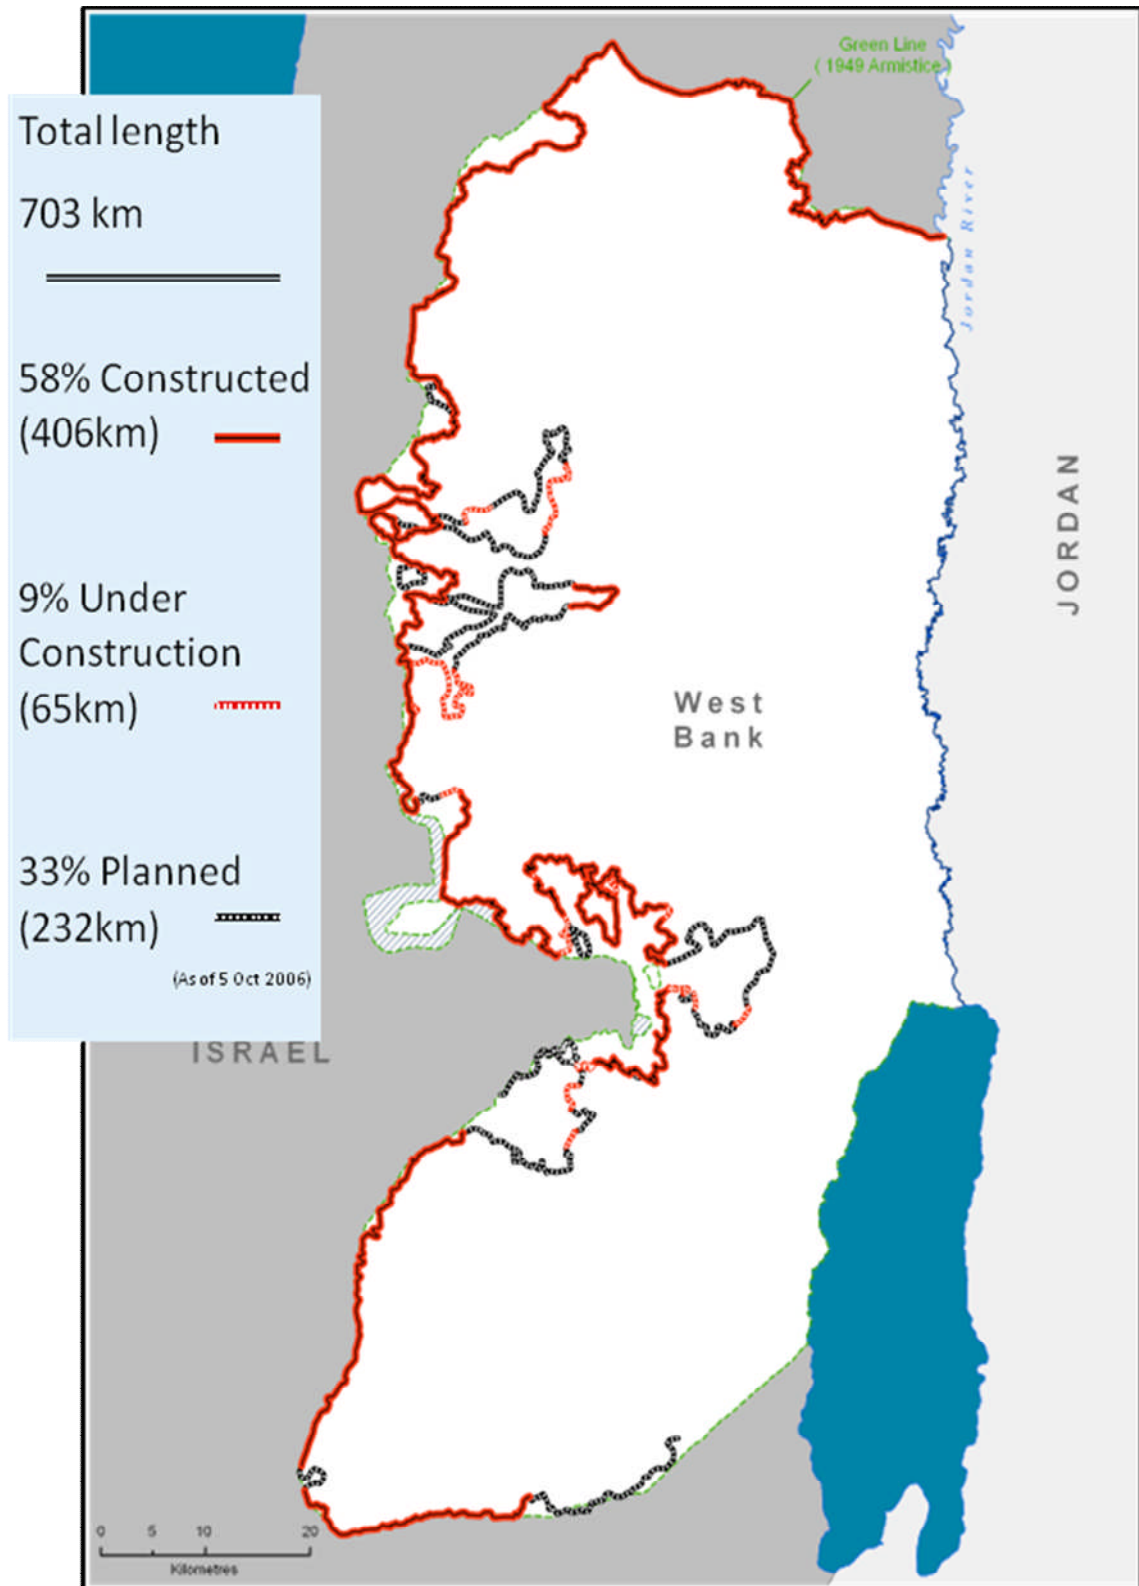 Green Line
( 1949 Armistice )
Total length
703 km
58% Constructed
(406km)
9% Under
Construction
(65km)
33% Planned
(232km)
(As of 5 Oct 2006)
Jordan River
JORDAN
West
Bank
ISRAEL
0 5 10 20
Kilometres